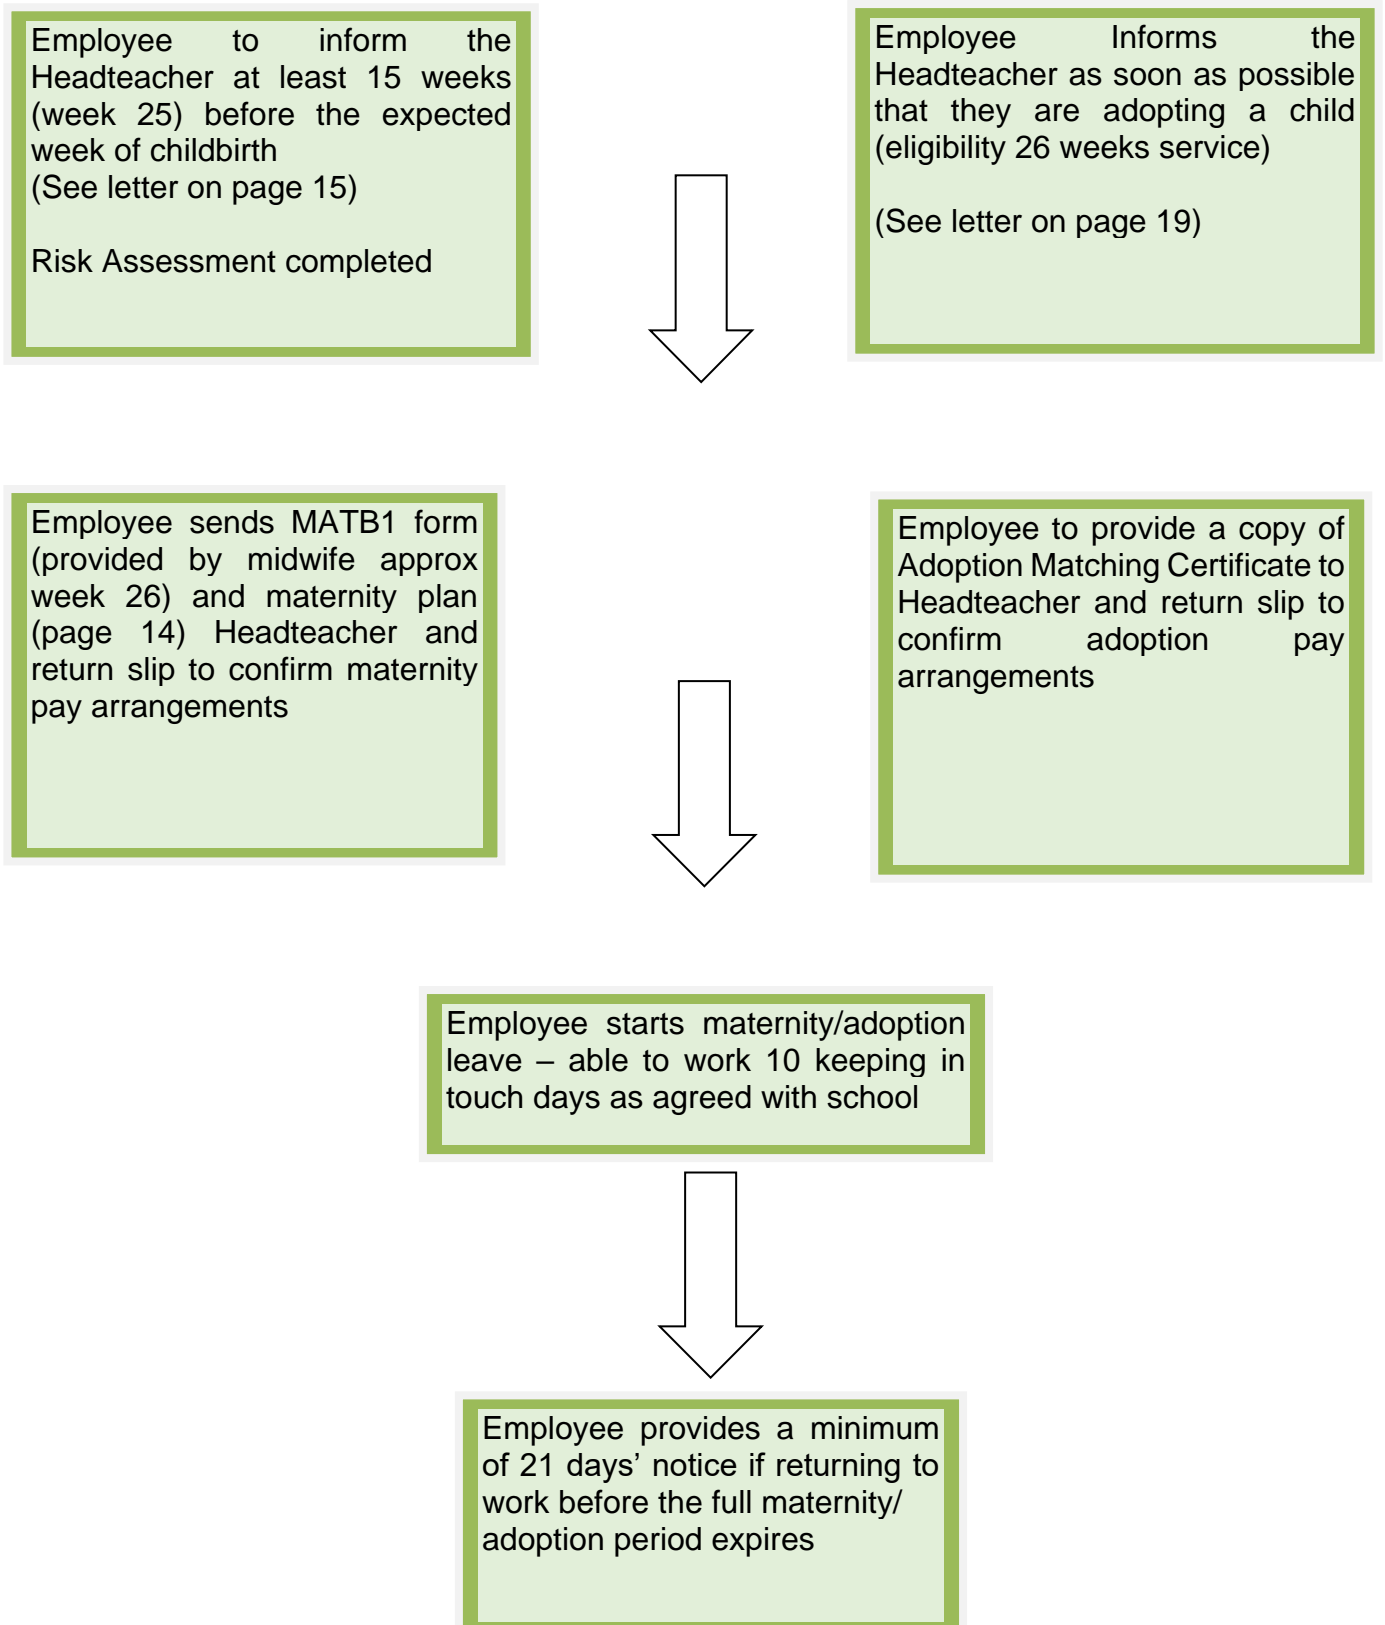 Employee to inform the
Headteacher at least 15 weeks
(week 25) before the expected
week of childbirth
(See letter on page 15)
Risk Assessment completed
Employee Informs the
Headteacher as soon as possible
that they are adopting a child
(eligibility 26 weeks service)
(See letter on page 19)
Employee sends MATB1 form
(provided by midwife approx
week 26) and maternity plan
(page 14) Headteacher and
return slip to confirm maternity
pay arrangements
Employee to provide a copy of
Adoption Matching Certificate to
Headteacher and return slip to
confirm adoption pay
arrangements
Employee starts maternity/adoption
leave – able to work 10 keeping in
touch days as agreed with school
Employee provides a minimum
of 21 days’ notice if returning to
work before the full maternity/
adoption period expires